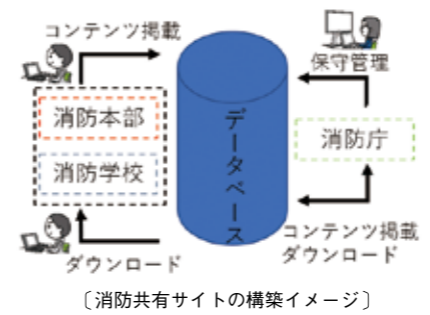 コンテンツ掲載
消防本部
消防学校
ダウンロード
データベース
保守管理
消防庁
コンテンツ掲載
ダウンロード
〔消防共有サイトの構築イメージ〕